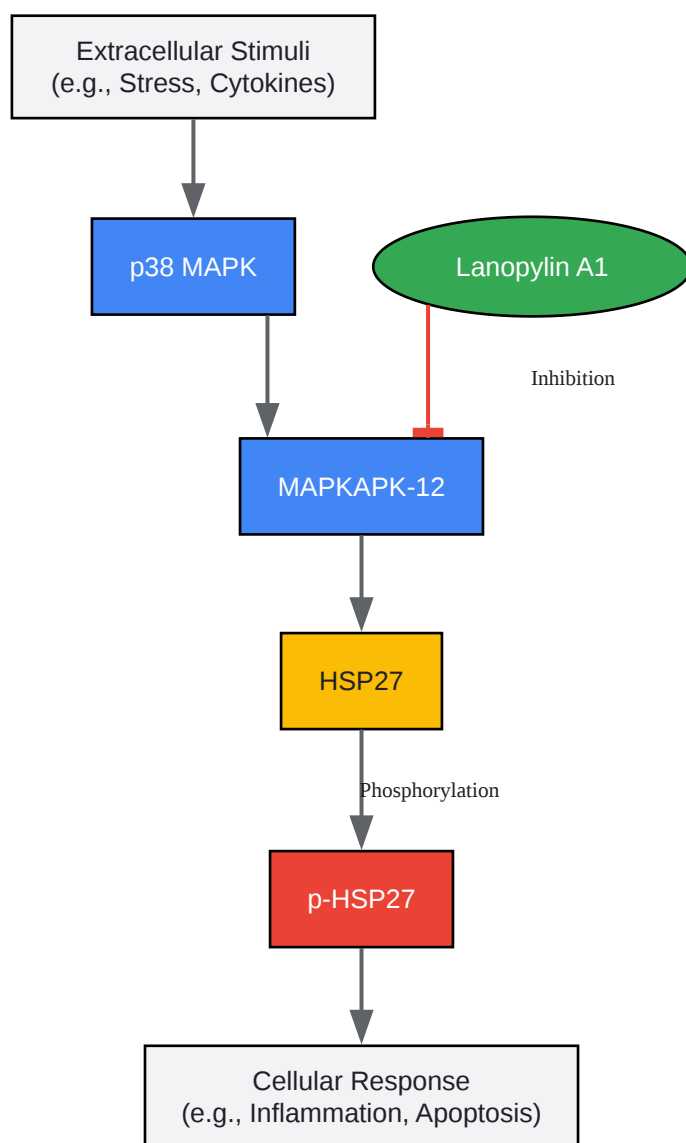 Extracellular Stimuli
(e.g., Stress, Cytokines)
p38 MAPK
Lanopylin A1
Inhibition
MAPKAPK-12
HSP27
Phosphorylation
p-HSP27
Cellular Response
(e.g., Inflammation, Apoptosis)